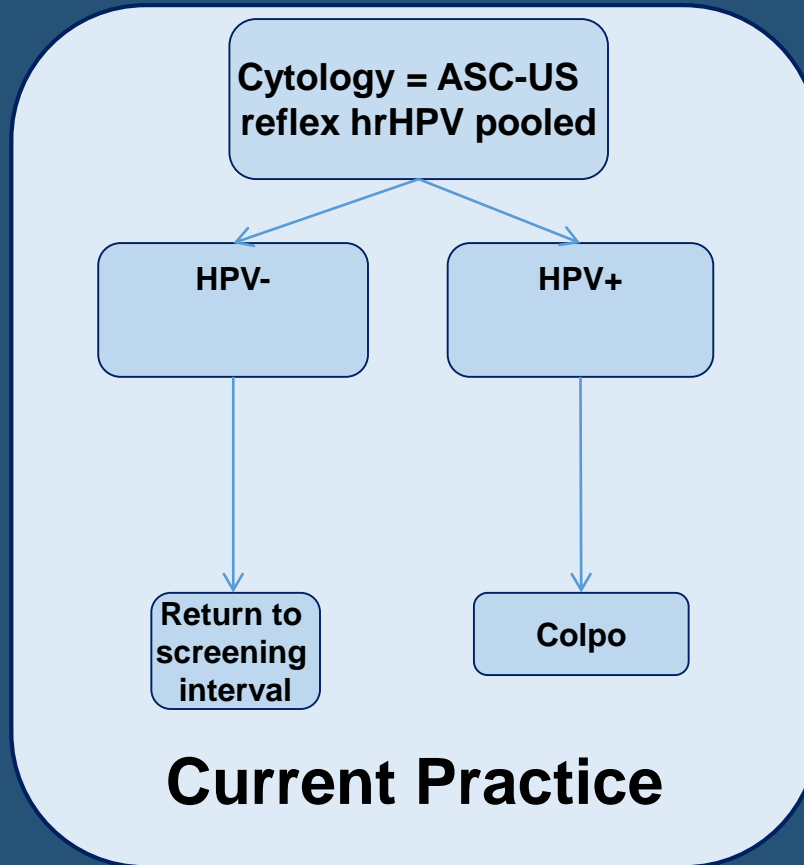 Cytology = ASC-US
reflex hrHPV pooled
HPV-
HPV+
Return to
screening
interval
Colpo
Current Practice